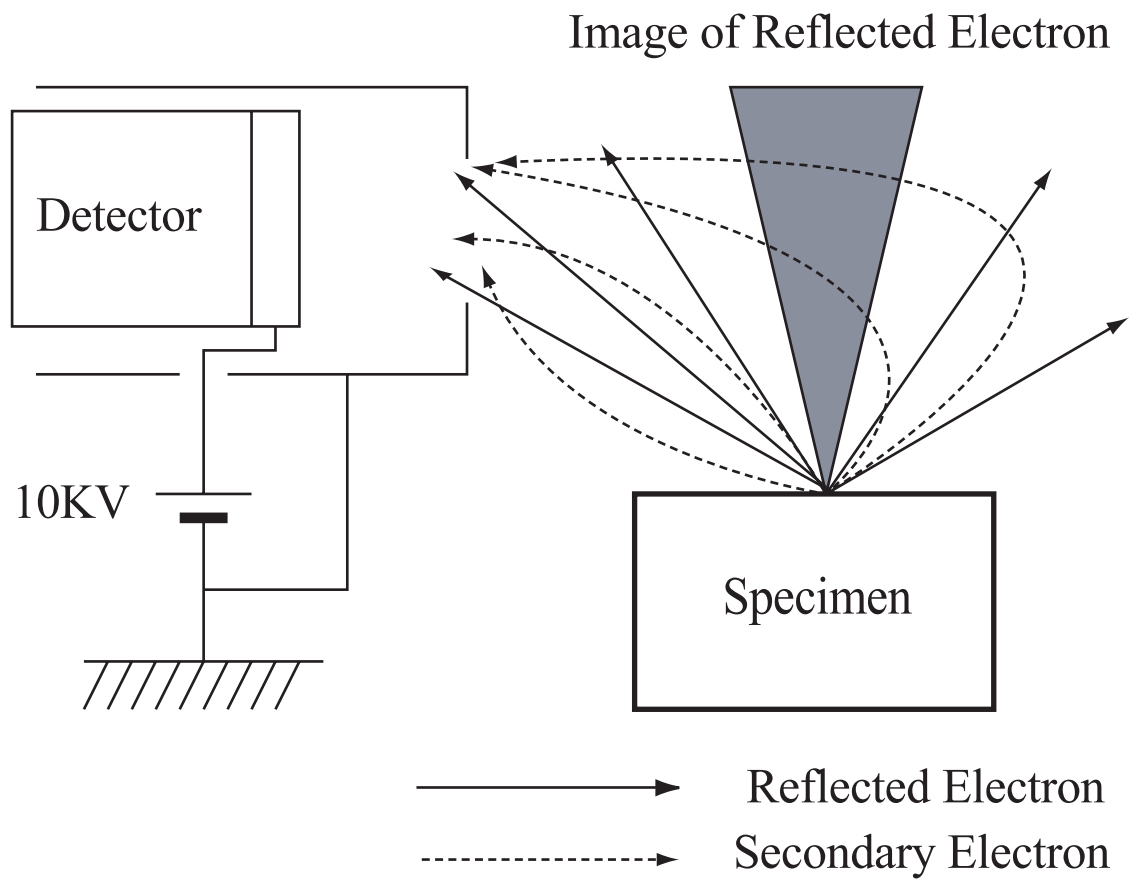 Image of Reflected Electron
Detector
10KV
Specimen
Reflected Electron
Secondary Electron